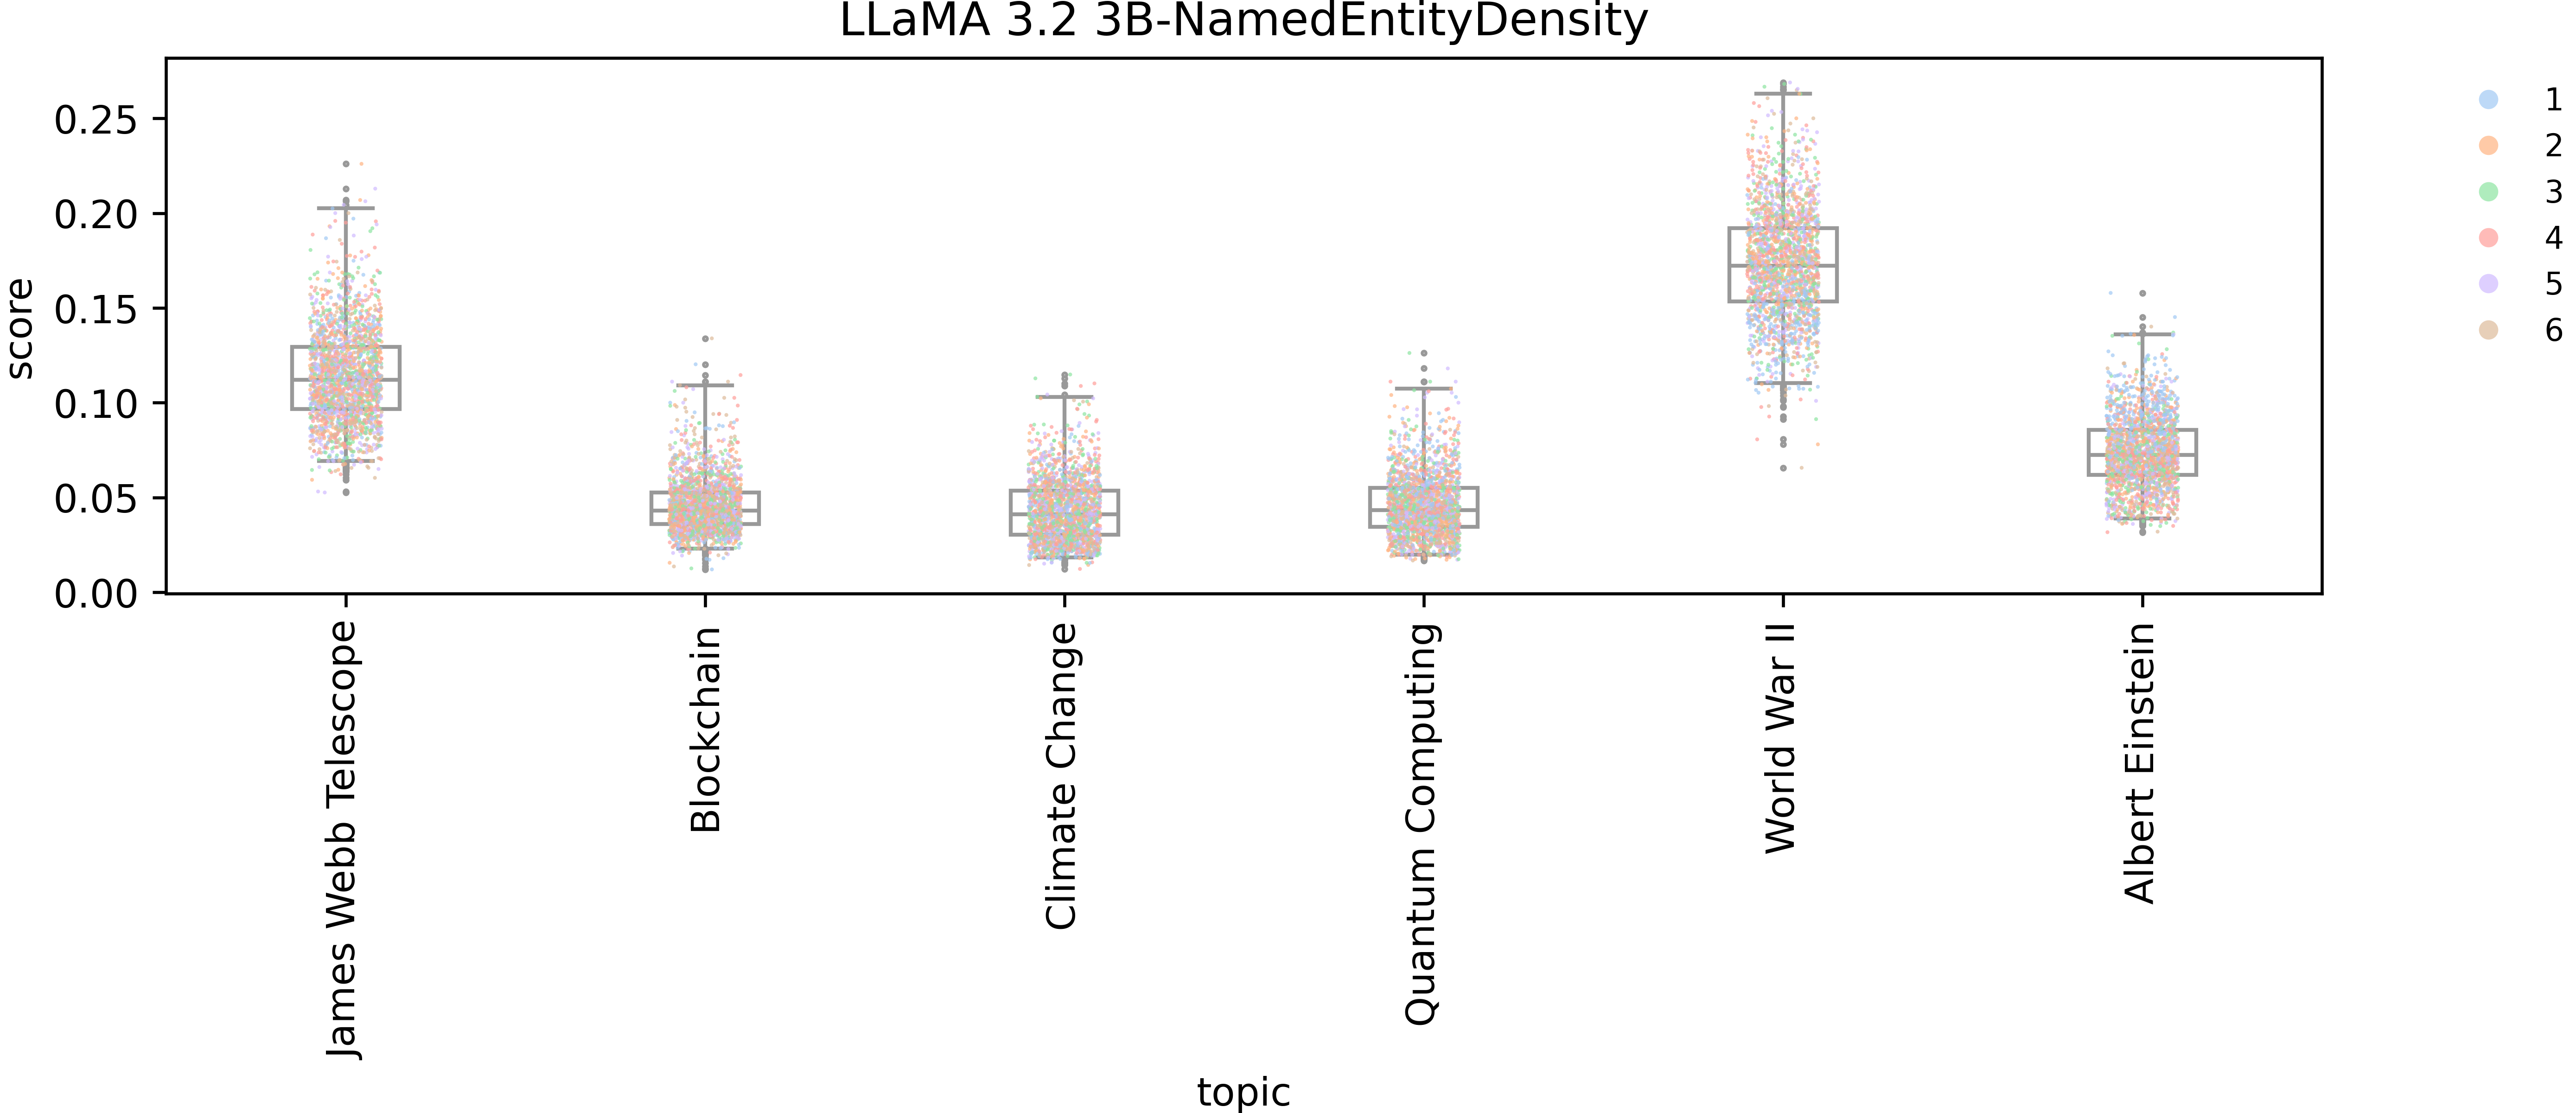 LLaMA 3.2 3B-NamedEntityDensity
score
0.25
0.20
0.15
0.10
0.05
0.00
James Webb Telescope
Blockchain
Climate Change
Quantum Computing
World War II
Albert Einstein
topic
1
2
3
4
5
6